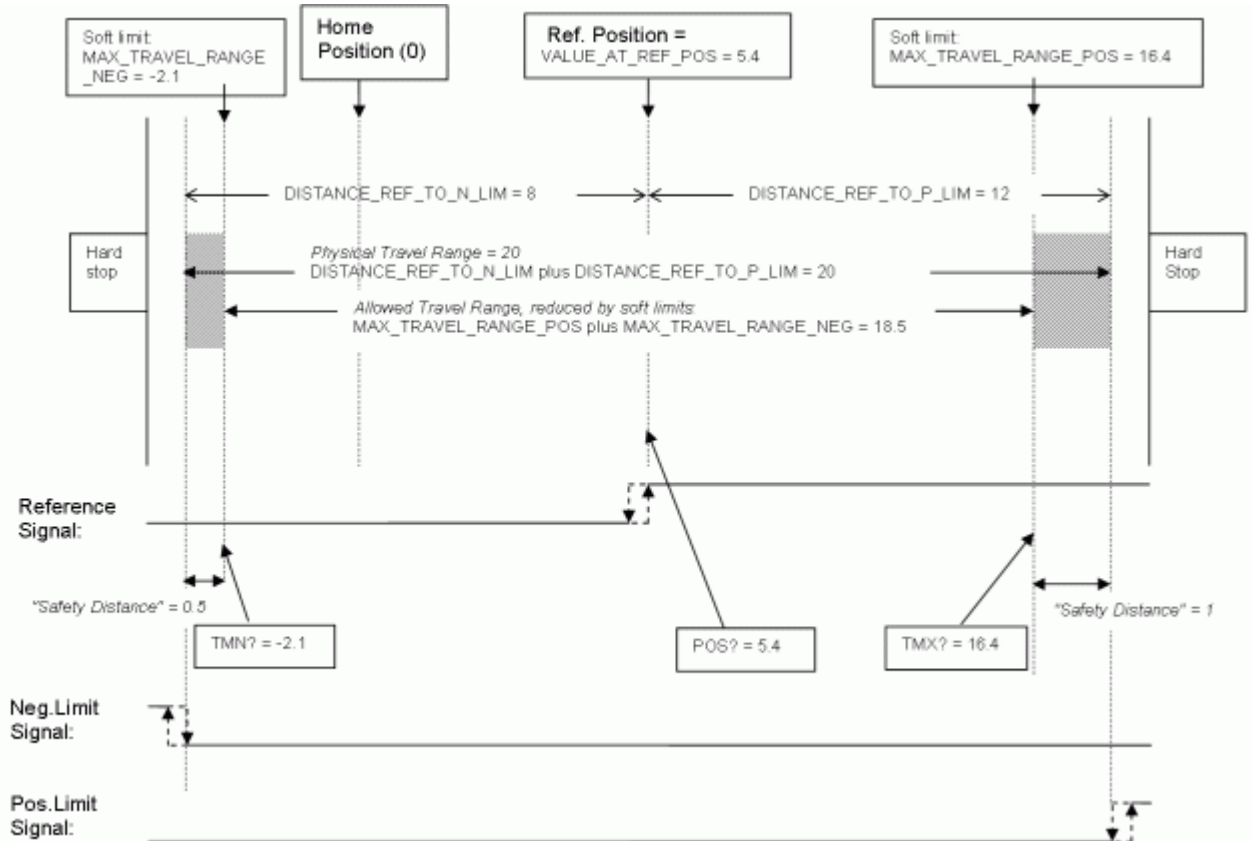 Soft limit:
MAX_TRAVEL_RANGE
_NEG = -2.1
Home
Position (0)
Ref. Position =
VALUE_AT_REF_POS = 5.4
Soft limit:
MAX_TRAVEL_RANGE_POS = 16.4
DISTANCE_REF_TO_N_LIM = 8
DISTANCE_REF_TO_P_LIM = 12
Hard
stop
Physical Travel Range = 20
DISTANCE_REF_TO_N_LIM plus DISTANCE_REF_TO_P_LIM = 20
Hard
Stop
Allowed Travel Range, reduced by soft limits:
MAX_TRAVEL_RANGE_POS plus MAX_TRAVEL_RANGE_NEG = 18.5
Reference
Signal:
"Safety Distance" = 0.5
"Safety Distance" = 1
TMN? = -2.1
POS? = 5.4
TMX? = 16.4
Neg.Limit
Signal:
Pos.Limit
Signal: